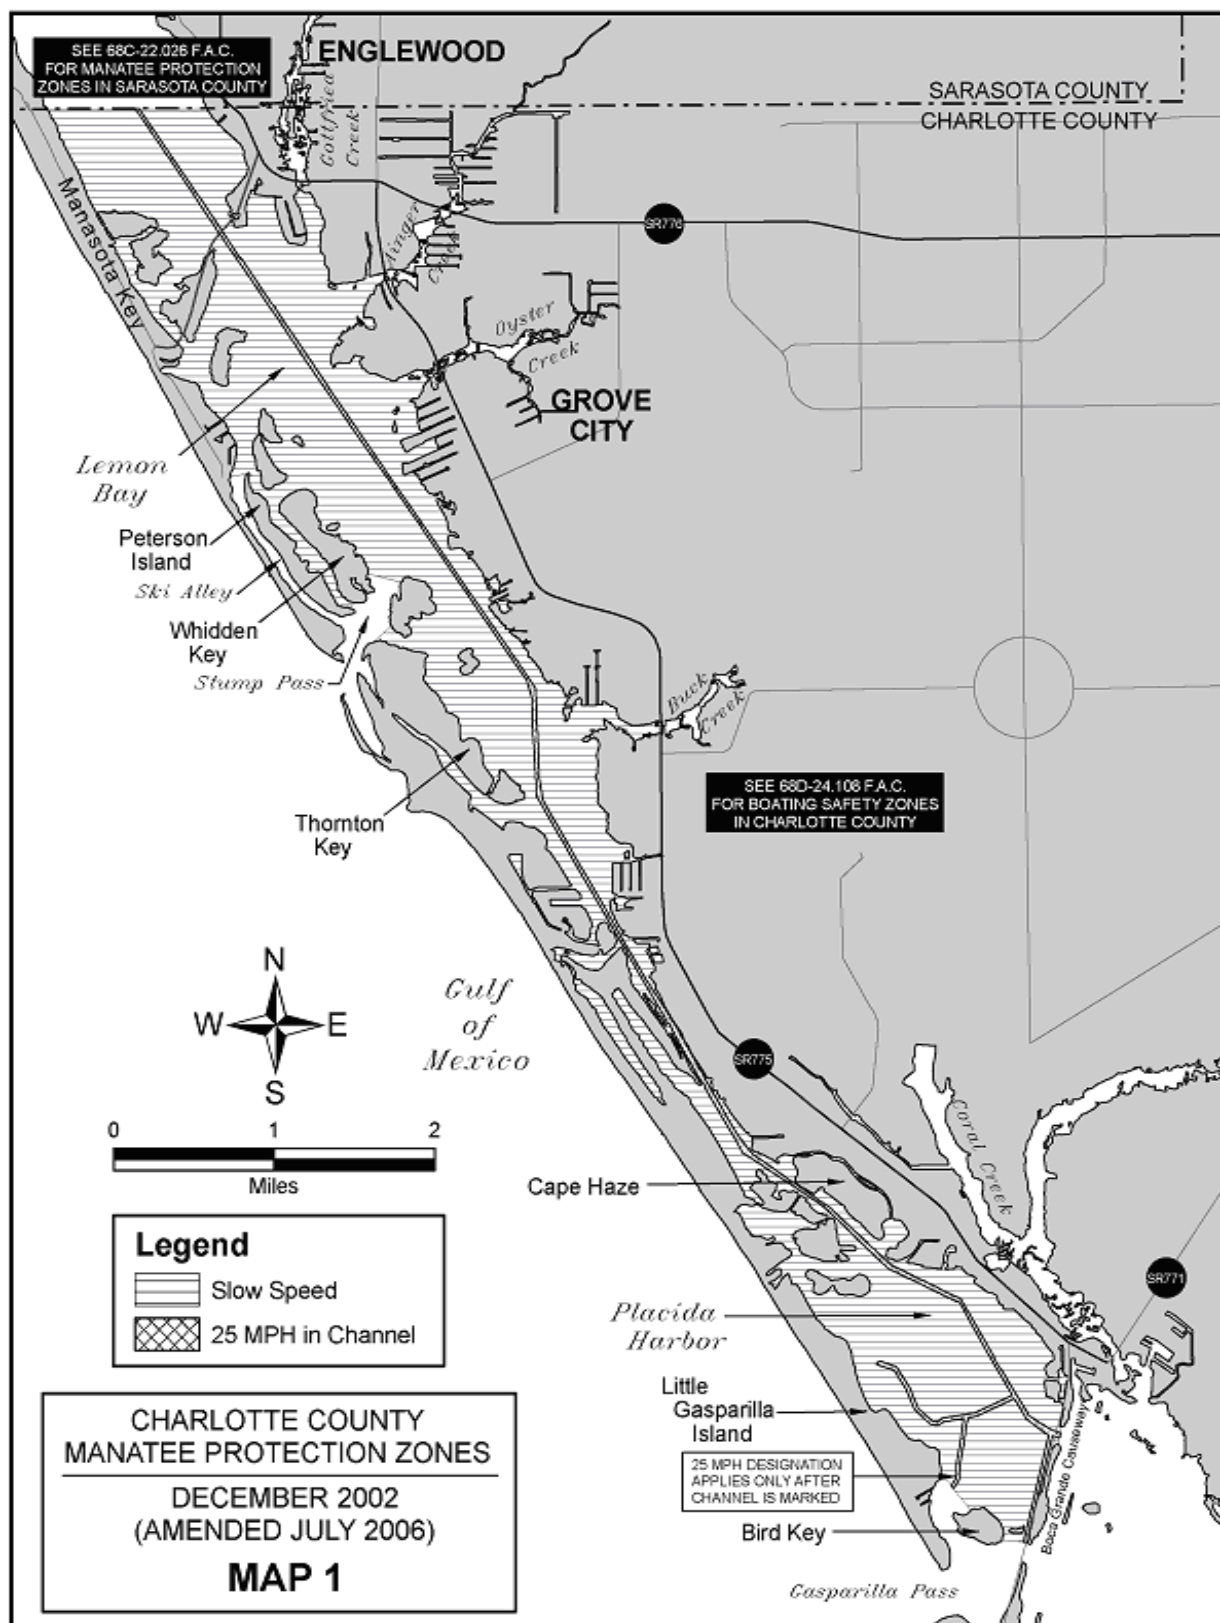 SEE 68C-22.026 F.A.C.
FOR MANATEE PROTECTION
ZONES IN SARASOTA COUNTY
ENGLEWOOD
SARASOTA COUNTY
CHARLOTTE COUNTY
Gottfried
Creek
Manasota Key
Ainger
Creek
SR776
Oyster
Creek
GROVE
CITY
Lemon
Bay
Peterson
Island
Ski Alley
Whidden
Key
Stump Pass
Buck
Creek
SEE 68D-24.108 F.A.C.
FOR BOATING SAFETY ZONES
IN CHARLOTTE COUNTY
Thornton
Key
N
W
E
S
Gulf
of
Mexico
SR775
Coral Creek
0
1
2
Miles
Cape Haze
Legend
Slow Speed
25 MPH in Channel
SR771
Placida
Harbor
Little
Gasparilla
Island
25 MPH DESIGNATION
APPLIES ONLY AFTER
CHANNEL IS MARKED
Boca Grande Causeway
Bird Key
Gasparilla Pass
CHARLOTTE COUNTY
MANATEE PROTECTION ZONES
DECEMBER 2002
(AMENDED JULY 2006)
MAP 1